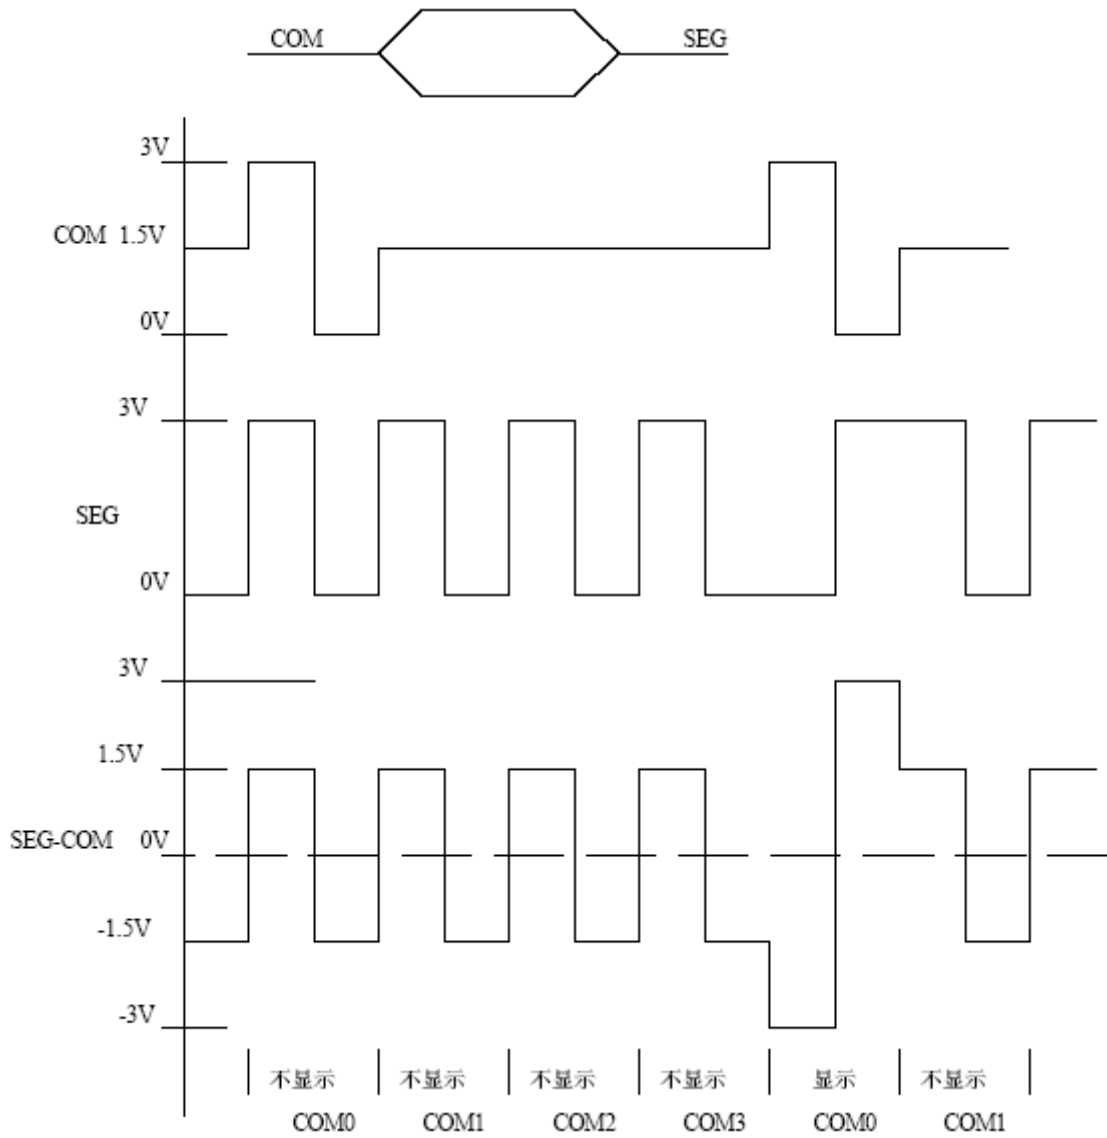 COM SEG
3V
COM 1.5V
0V
3V
SEG
0V
3V
1.5V
SEG-COM 0V
-1.5V
-3V
不显示 不显示 不显示 不显示 显示 不显示
COM0 COM1 COM2 COM3 COM0 COM1